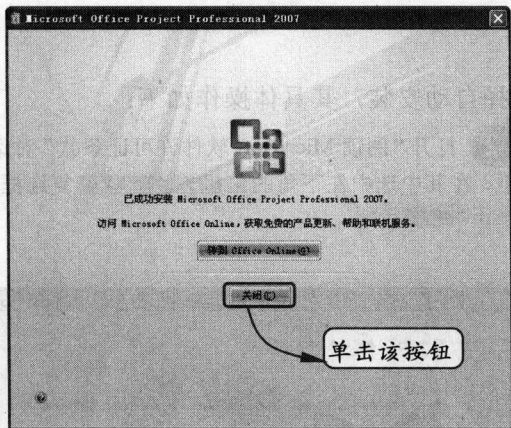 Microsoft Office Project Professional 2007
已成功安装 Microsoft Office Project Professional 2007。
访问 Microsoft Office Online，获取免费的产品更新、帮助和联机服务。
转到 Office Online(G)
关闭(C)
单击该按钮